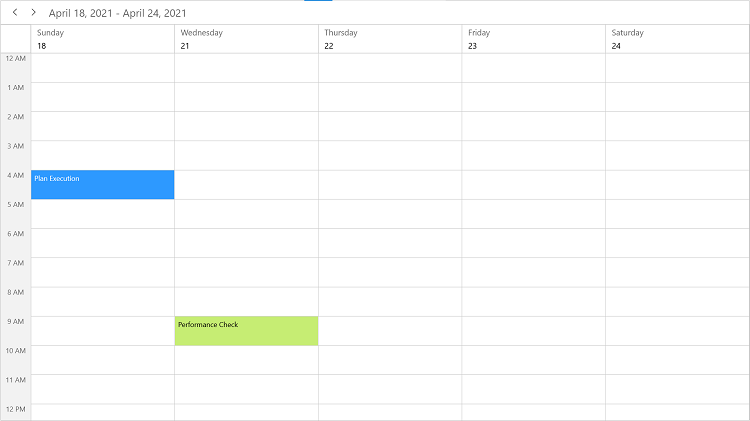 April 18, 2021 - April 24, 2021
Sunday Wednesday Thursday Friday Saturday
18 21 22 23 24
12 AM
1 AM
2 AM
3 AM
4 AM
Plan Execution
5 AM
6 AM
7 AM
8 AM
9 AM
Performance Check
10 AM
11 AM
12 PM